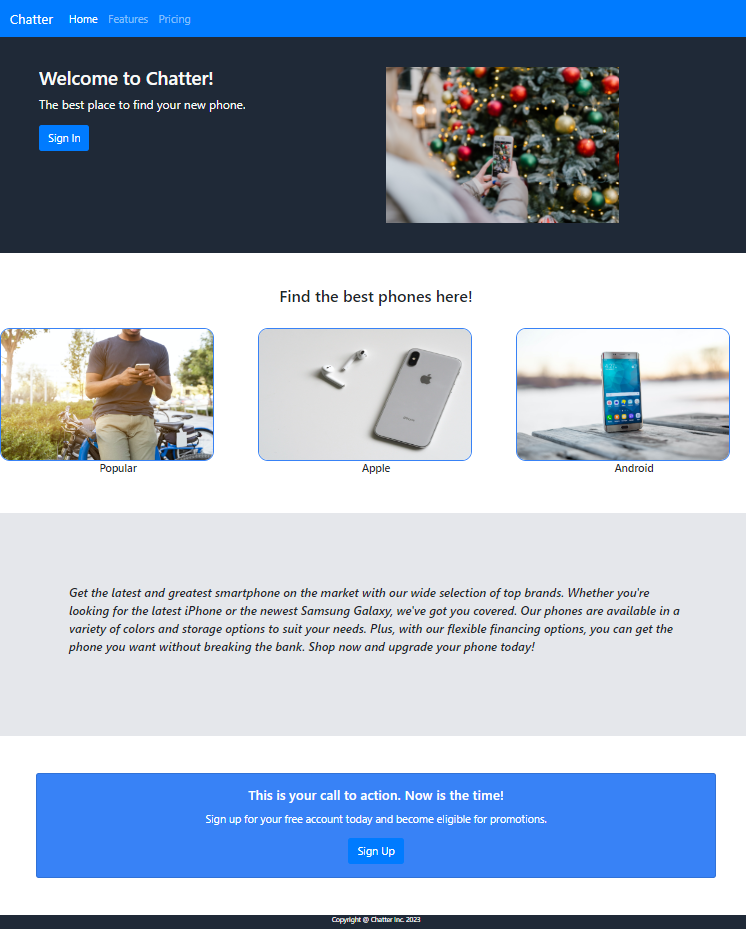 Chatter Home Features Pricing
Welcome to Chatter!
The best place to find your new phone.
Sign In
Find the best phones here!
Popular
Apple
Android
Get the latest and greatest smartphone on the market with our wide selection of top brands. Whether you're
looking for the latest iPhone or the newest Samsung Galaxy, we've got you covered. Our phones are available in a
variety of colors and storage options to suit your needs. Plus, with our flexible financing options, you can get the
phone you want without breaking the bank. Shop now and upgrade your phone today!
This is your call to action. Now is the time!
Sign up for your free account today and become eligible for promotions.
Sign Up
Copyright @ Chatter Inc. 2023